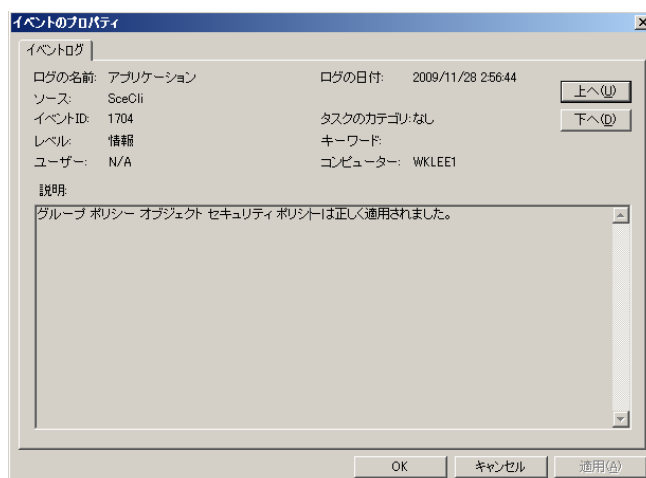 イベントのプロパティ
イベントログ
ログの名前: アプリケーション ログの日付: 2009/11/28 2:56:44
上へ(U)
ソース: SceCli
イベントID: 1704 タスクのカテゴリ:なし
下へ(D)
レベル: 情報 キーワード:
ユーザー: N/A コンピューター: WKLEE1
説明:
グループ ポリシー オブジェクト セキュリティ ポリシーは正しく適用されました。
OK キャンセル 適用(A)